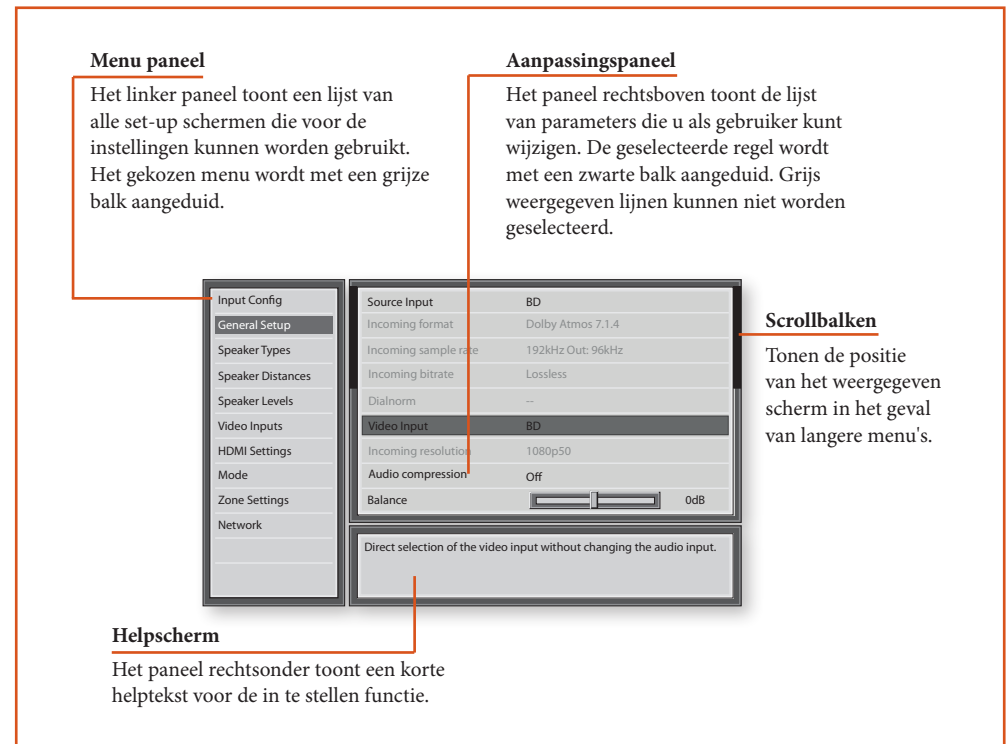 Menu paneel
Het linker paneel toont een lijst van
alle set-up schermen die voor de
instellingen kunnen worden gebruikt.
Het gekozen menu wordt met een grijze
balk aangeduid.
Aanpassingspaneel
Het paneel rechtsboven toont de lijst
van parameters die u als gebruiker kunt
wijzigen. De geselecteerde regel wordt
met een zwarte balk aangeduid. Grijs
weergegeven lijnen kunnen niet worden
geselecteerd.
Input Config
General Setup
Speaker Types
Speaker Distances
Speaker Levels
Video Inputs
HDMI Settings
Mode
Zone Settings
Network
Source Input BD
Incoming format Dolby Atmos 7.1.4
Incoming sample rate 192kHz Out: 96kHz
Incoming bitrate Lossless
Dialnorm --
Video Input BD
Incoming resolution 1080p50
Audio compression Off
Balance 0dB
Direct selection of the video input without changing the audio input.
Scrollbalken
Tonen de positie
van het weergegeven
scherm in het geval
van langere menu's.
Helpscherm
Het paneel rechtsonder toont een korte
helptekst voor de in te stellen functie.